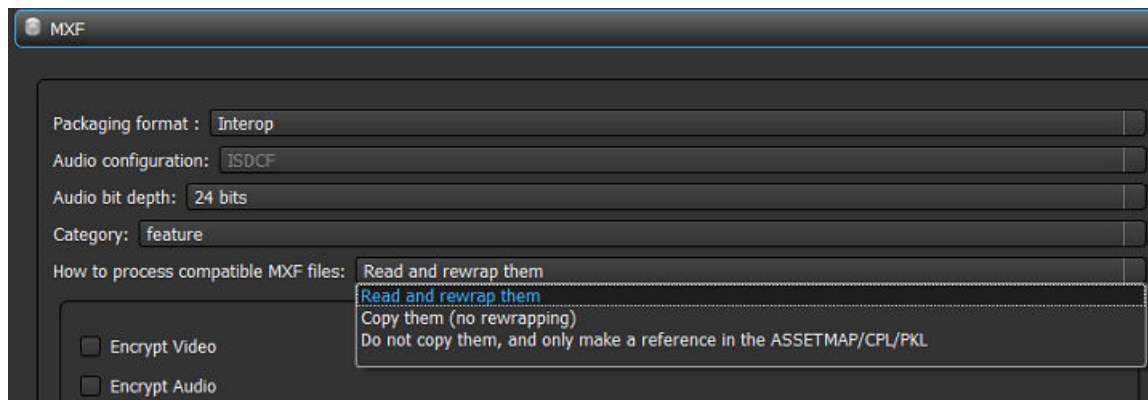 MXF
Packaging format : Interop
Audio configuration: ISDCF
Audio bit depth: 24 bits
Category: feature
How to process compatible MXF files: Read and rewrap them
Read and rewrap them
Copy them (no rewrapping)
Do not copy them, and only make a reference in the ASSETMAP/CPL/PKL
Encrypt Video
Encrypt Audio